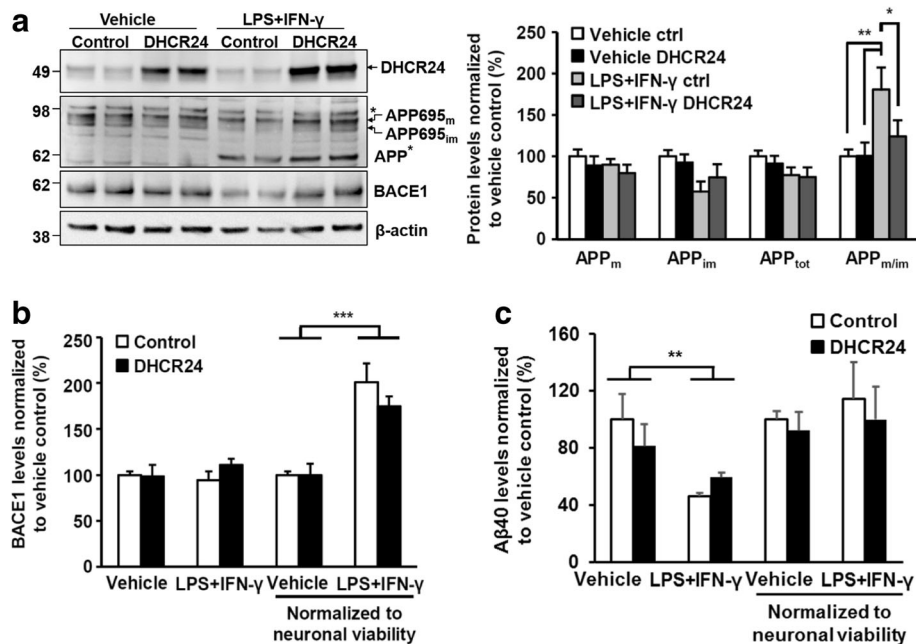 a
Vehicle LPS+IFN-γ
Control DHCR24 Control DHCR24
49 DHCR24
98 *
APP695m
APP695im
62 APP*
62 BACE1
38 β-actin
Protein levels normalized
to vehicle control (%)
250
200
150
100
50
0
Vehicle ctrl
Vehicle DHCR24
LPS+IFN-γ ctrl
LPS+IFN-γ DHCR24
** *
APPm APPim APPtot APPm/im
b
BACE1 levels normalized
to vehicle control (%)
250
200
150
100
50
0
Control
DHCR24
***
Vehicle LPS+IFN-γ Vehicle LPS+IFN-γ
Normalized to
neuronal viability
c
Aβ40 levels normalized
to vehicle control (%)
160
120
80
40
0
Control
DHCR24
**
Vehicle LPS+IFN-γ Vehicle LPS+IFN-γ
Normalized to
neuronal viability